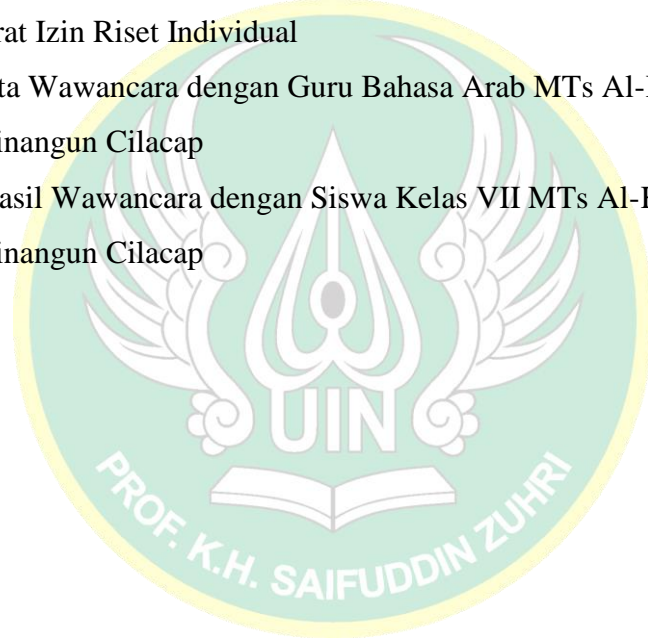 rat Izin Riset Individual
ta Wawancara dengan Guru Bahasa Arab MTs Al-
inangun Cilacap
asil Wawancara dengan Siswa Kelas VII MTs Al-
inangun Cilacap
UIN
PROF. K.H. SAIFUDDIN ZUHRI